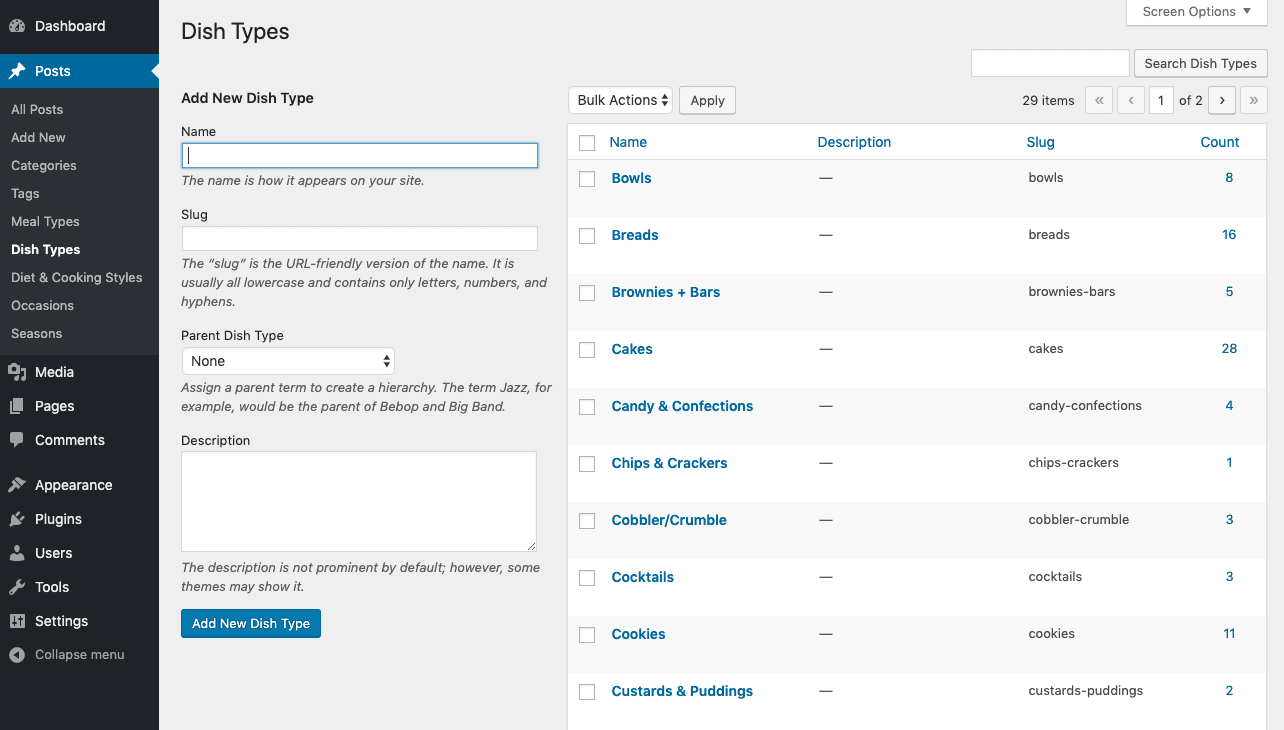 Dashboard
Posts
All Posts
Add New
Categories
Tags
Meal Types
Dish Types
Diet & Cooking Styles
Occasions
Seasons
Media
Pages
Comments
Appearance
Plugins
Users
Tools
Settings
Collapse menu
Screen Options
Dish Types
Search Dish Types
Add New Dish Type
Name
The name is how it appears on your site.
Slug
The “slug” is the URL-friendly version of the name. It is
usually all lowercase and contains only letters, numbers, and
hyphens.
Parent Dish Type
None
Assign a parent term to create a hierarchy. The term Jazz, for
example, would be the parent of Bebop and Big Band.
Description
The description is not prominent by default; however, some
themes may show it.
Add New Dish Type
Bulk Actions Apply 29 items « ‹ 1 of 2 › »
Name Description Slug Count
Bowls — bowls 8
Breads — breads 16
Brownies + Bars — brownies-bars 5
Cakes — cakes 28
Candy & Confections — candy-confections 4
Chips & Crackers — chips-crackers 1
Cobbler/Crumble — cobbler-crumble 3
Cocktails — cocktails 3
Cookies — cookies 11
Custards & Puddings — custards-puddings 2